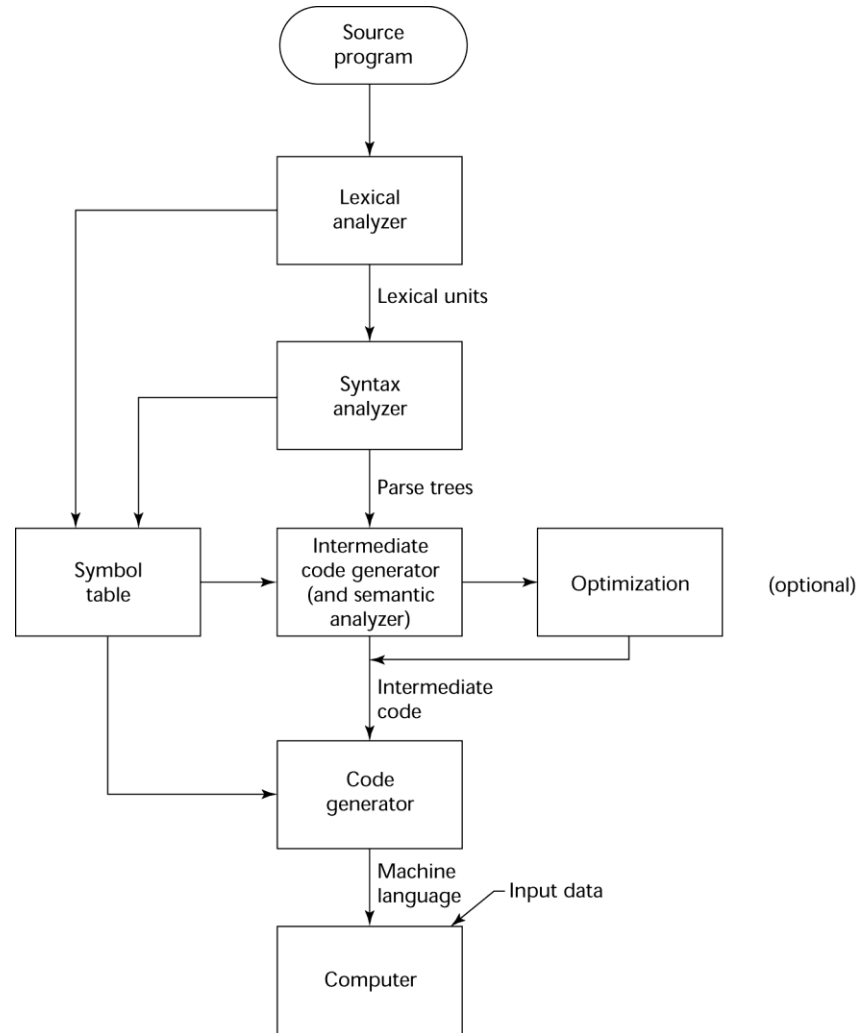 Source
program
Lexical
analyzer
Lexical units
Syntax
analyzer
Parse trees
Symbol
table
Intermediate
code generator
(and semantic
analyzer)
Optimization
(optional)
Intermediate
code
Code
generator
Machine
language
Input data
Computer